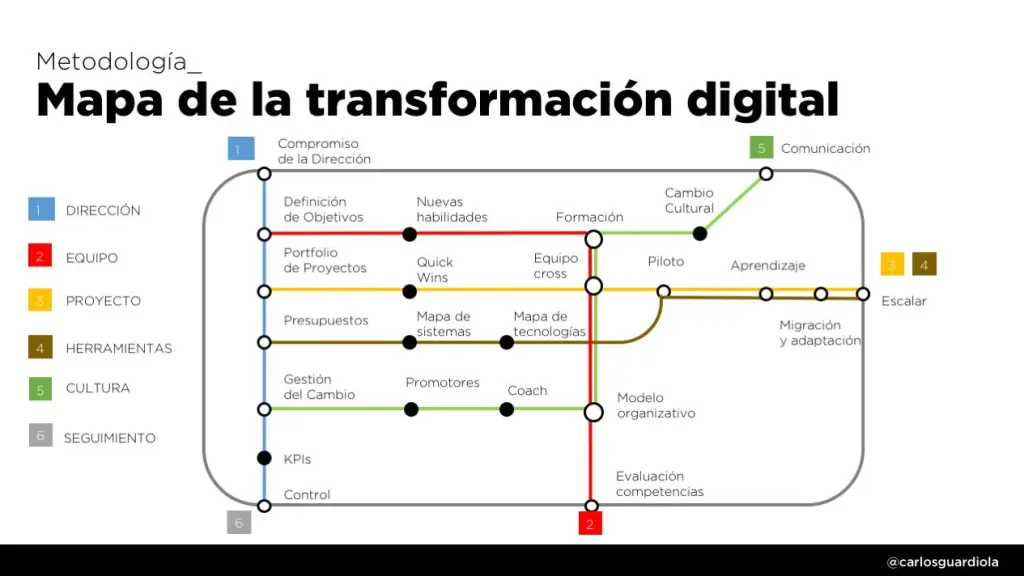 Metodología_
Mapa de la transformación digital
1
Compromiso
de la Dirección
5
Comunicación
1
DIRECCIÓN
2
EQUIPO
3
PROYECTO
4
HERRAMIENTAS
5
CULTURA
6
SEGUIMIENTO
Definición
de Objetivos
Nuevas
habilidades
Formación
Cambio
Cultural
Portfolio
de Proyectos
Quick
Wins
Equipo
cross
Piloto
Aprendizaje
3
4
Escalar
Presupuestos
Mapa de
sistemas
Mapa de
tecnologías
Migración
y adaptación
Gestión
del Cambio
Promotores
Coach
Modelo
organizativo
KPIs
Evaluación
competencias
Control
6
2
@carlosguardiola